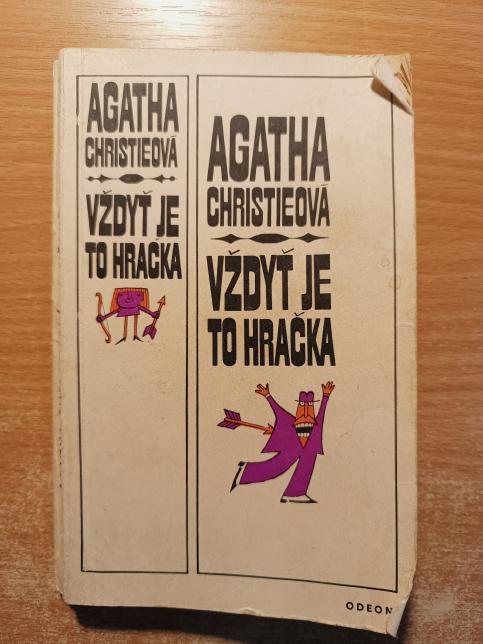 AGATHA
CHRISTIEOVÁ
VŽDYŤ JE
TO HRAČKA
AGATHA
CHRISTIEOVÁ
VŽDYŤ JE
TO HRAČKA
ODEON